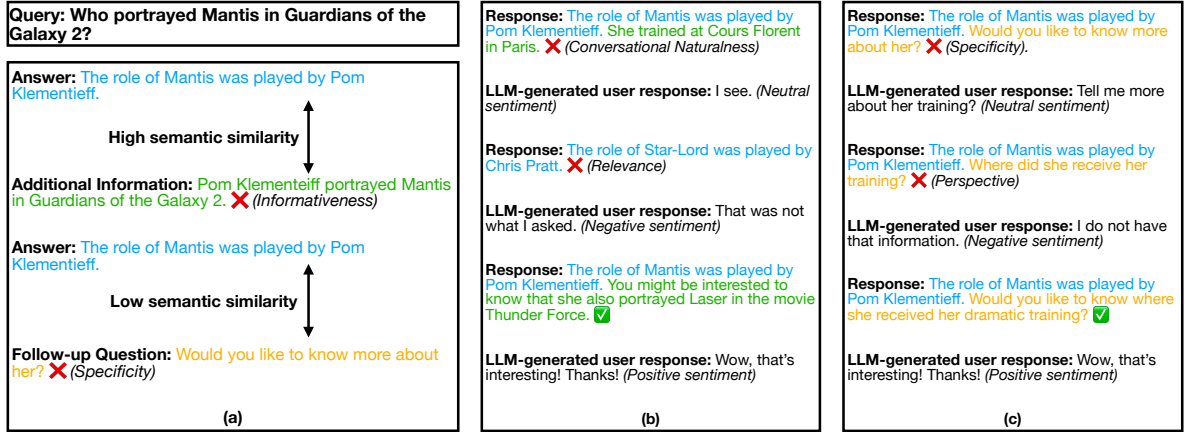 Query: Who portrayed Mantis in Guardians of the
Galaxy 2?
Answer: The role of Mantis was played by Pom
Klementieff.
High semantic similarity
Additional Information: Pom Klementeiff portrayed Mantis
in Guardians of the Galaxy 2. ❌ (Informativeness)
Answer: The role of Mantis was played by Pom
Klementieff.
Low semantic similarity
Follow-up Question: Would you like to know more about
her? ❌ (Specificity)
(a)
Response: The role of Mantis was played by
Pom Klementieff. She trained at Cours Florent
in Paris. ❌ (Conversational Naturalness)
LLM-generated user response: I see. (Neutral
sentiment)
Response: The role of Star-Lord was played by
Chris Pratt. ❌ (Relevance)
LLM-generated user response: That was not
what I asked. (Negative sentiment)
Response: The role of Mantis was played by
Pom Klementieff. You might be interested to
know that she also portrayed Laser in the movie
Thunder Force. ✅
LLM-generated user response: Wow, that's
interesting! Thanks! (Positive sentiment)
(b)
Response: The role of Mantis was played by
Pom Klementieff. Would you like to know more
about her? ❌ (Specificity).
LLM-generated user response: Tell me more
about her training? (Neutral sentiment)
Response: The role of Mantis was played by
Pom Klementieff. Where did she receive her
training? ❌ (Perspective)
LLM-generated user response: I do not have
that information. (Negative sentiment)
Response: The role of Mantis was played by
Pom Klementieff. Would you like to know where
she received her dramatic training? ✅
LLM-generated user response: Wow, that's
interesting! Thanks! (Positive sentiment)
(c)